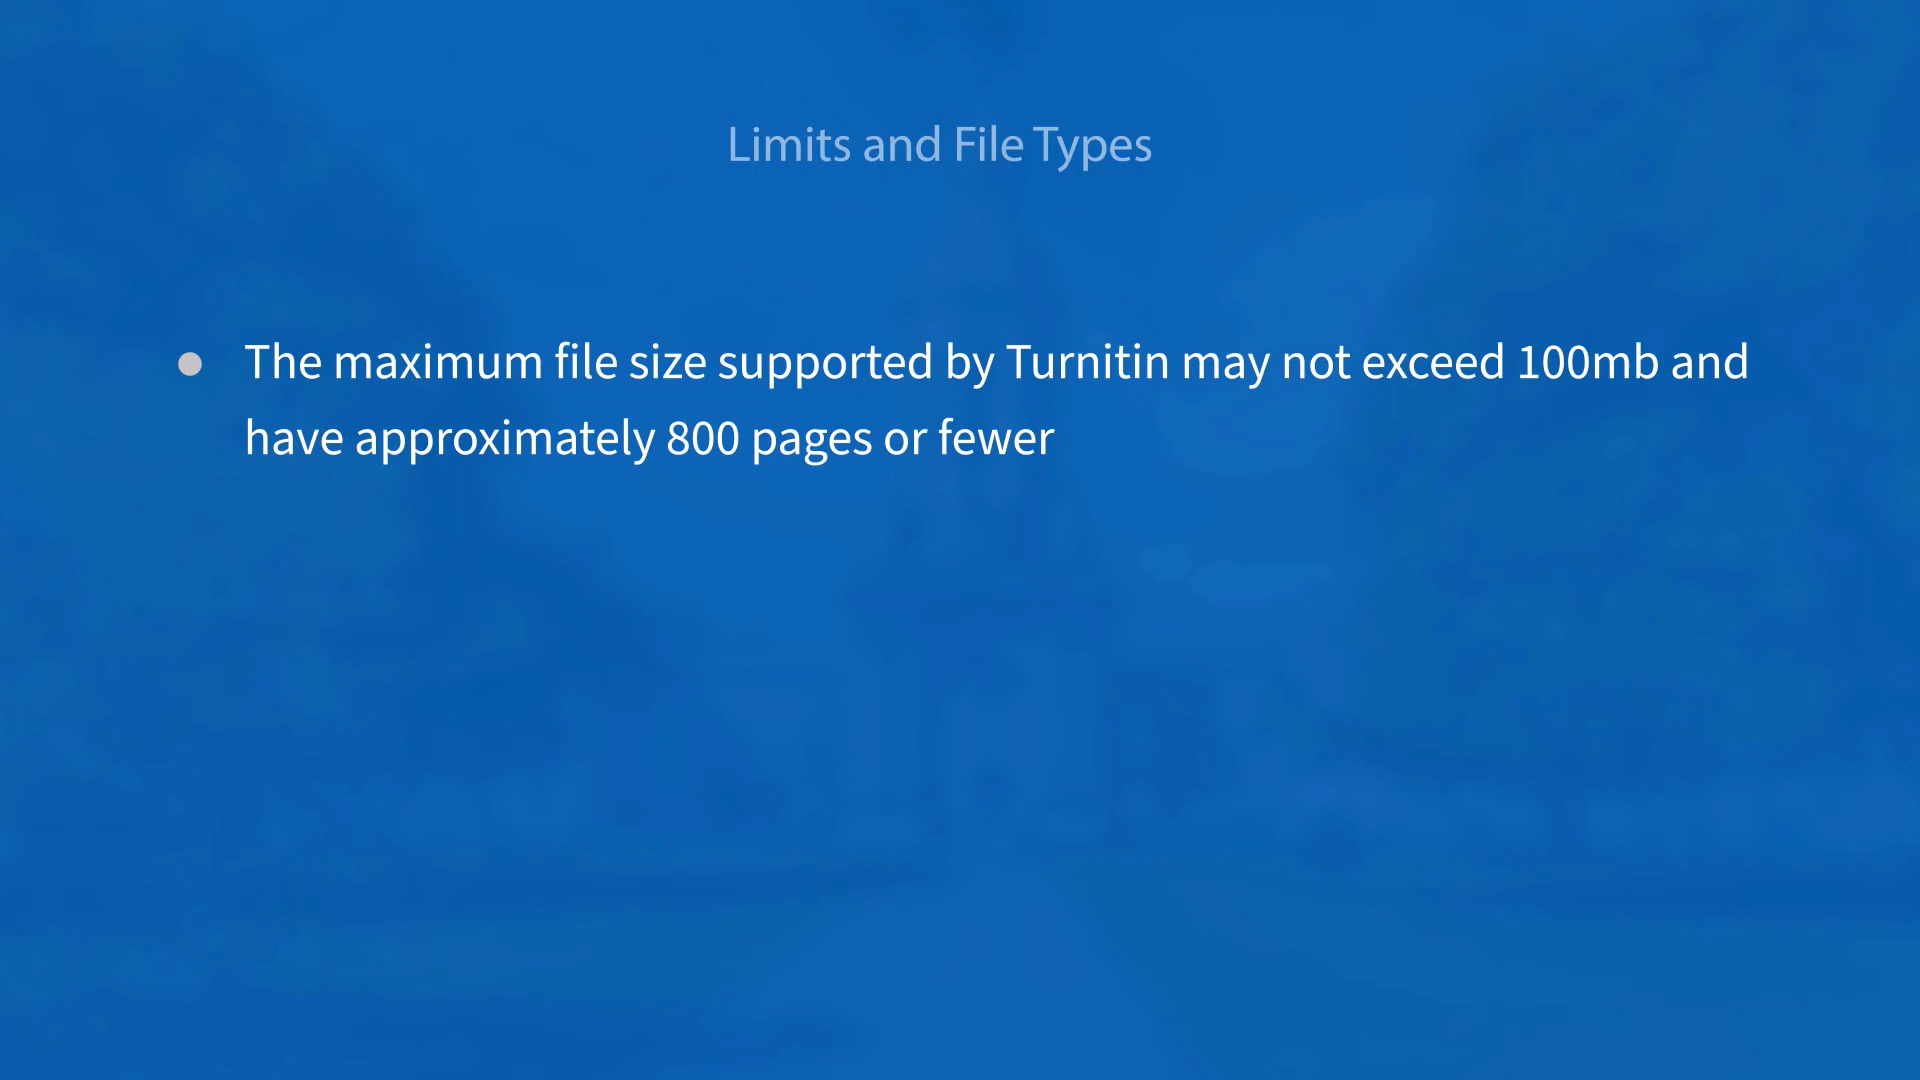 Limits and File Types
● The maximum file size supported by Turnitin may not exceed 100mb and
have approximately 800 pages or fewer